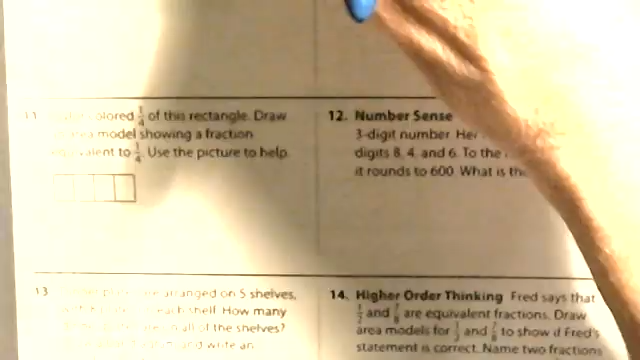 11
colored 1/4 of this rectangle. Draw
area model showing a fraction
equivalent to 1/4. Use the picture to help.
12. Number Sense
3-digit number. Her
digits 8, 4, and 6. To the
it rounds to 600. What is the
13
are arranged on 5 shelves,
each shelf. How many
all of the shelves?
and write an
14. Higher Order Thinking Fred says that
1/2 and 7/8 are equivalent fractions. Draw
area models for 1/2 and 7/8 to show if Fred's
statement is correct. Name two fractions